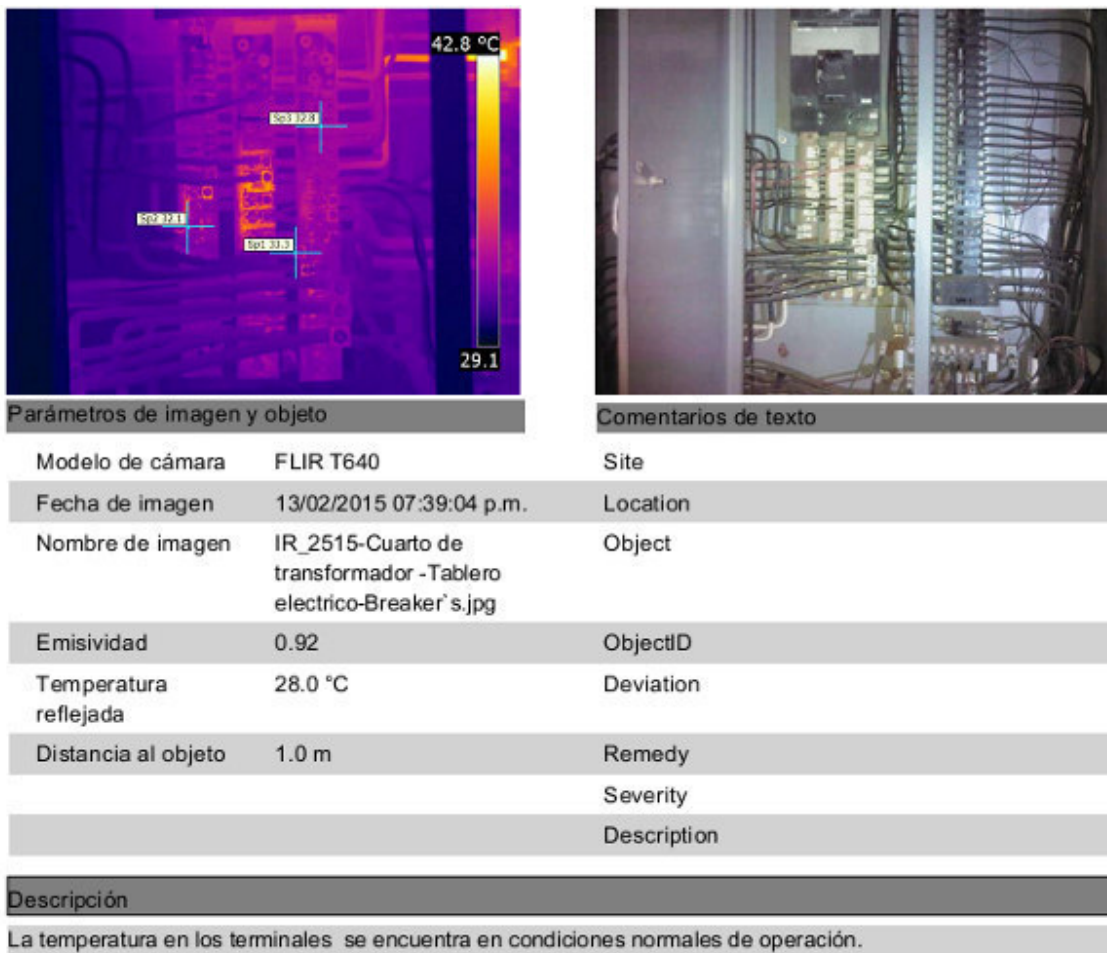 42.8 °C
Sp3 32.8
Sp2 32.1
Sp1 33.3
29.1
Parámetros de imagen y objeto
Comentarios de texto
Modelo de cámara FLIR T640 Site
Fecha de imagen 13/02/2015 07:39:04 p.m. Location
Nombre de imagen IR_2515-Cuarto de Object
transformador -Tablero
electrico-Breaker`s.jpg
Emisividad 0.92 ObjectID
Temperatura 28.0 °C Deviation
reflejada
Distancia al objeto 1.0 m Remedy
Severity
Description
Descripción
La temperatura en los terminales se encuentra en condiciones normales de operación.